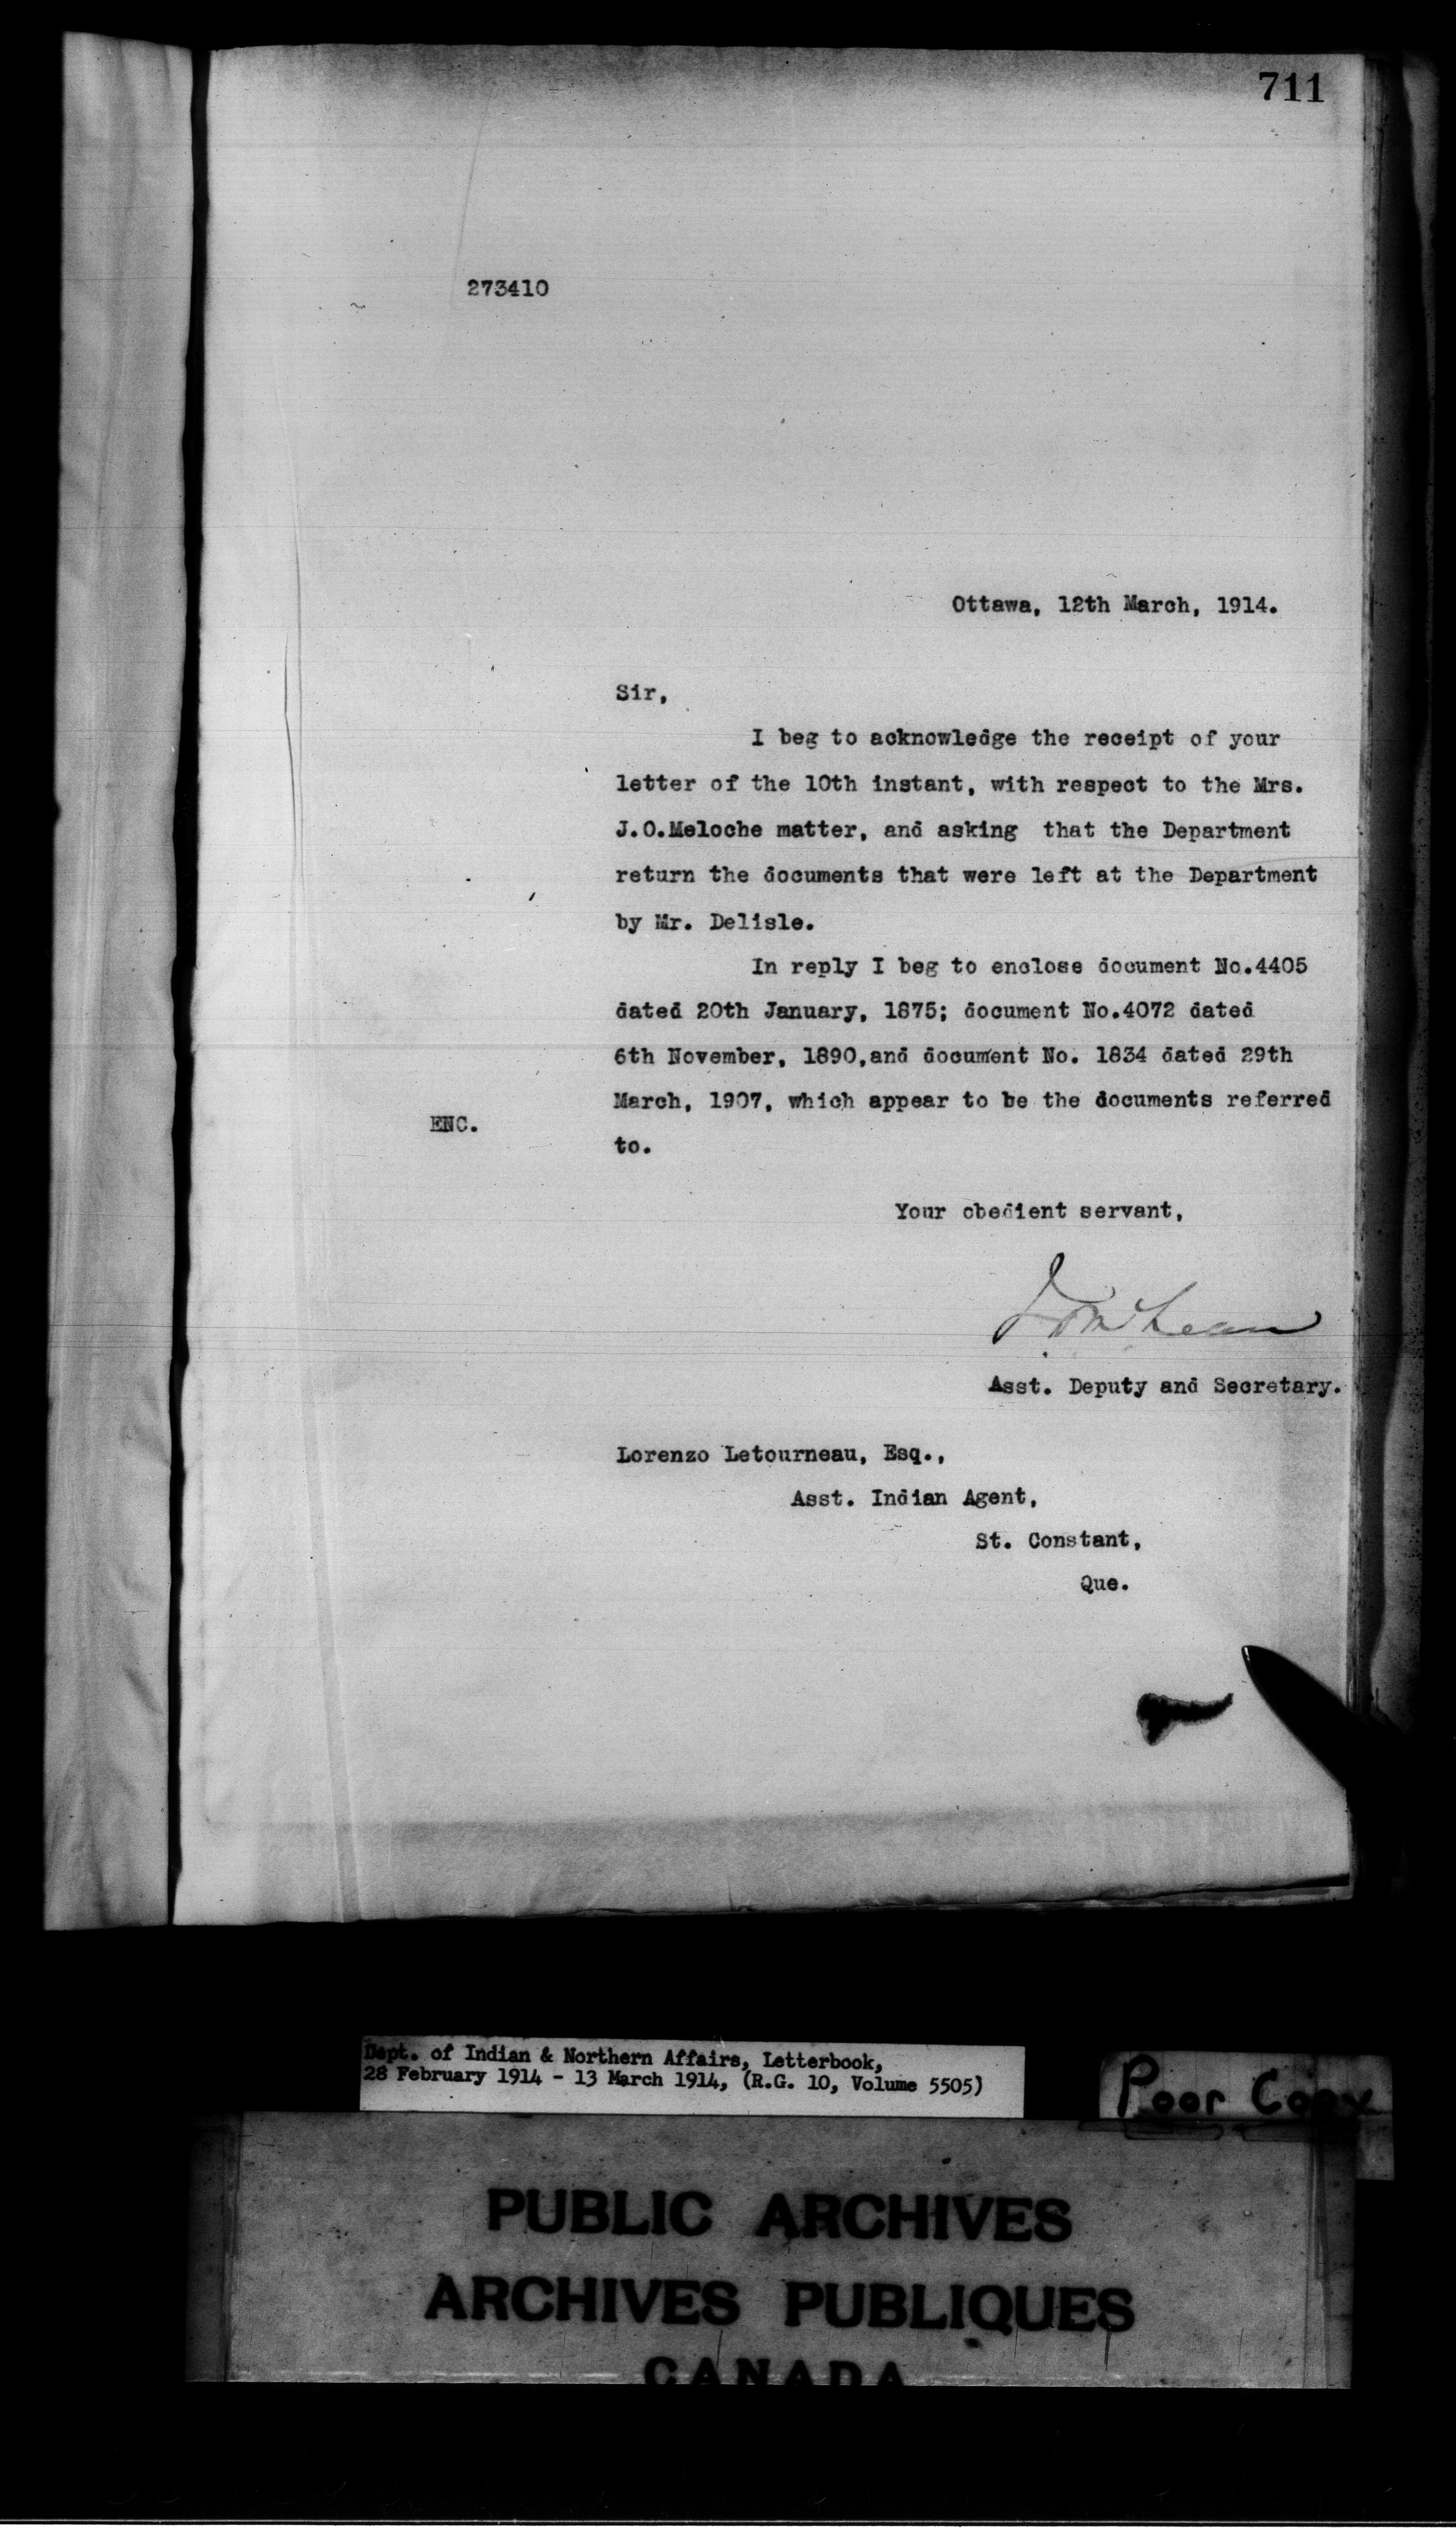 711
273410
Ottawa, 12th March, 1914.
Sir,
I beg to acknowledge the receipt of your
letter of the 10th instant, with respect to the Mrs.
J.O.Meloche matter, and asking that the Department
return the documents that were left at the Department
by Mr. Delisle.
In reply I beg to enclose document No.4405
dated 20th January, 1875; document No.4072 dated
6th November, 1890,and document No. 1834 dated 29th
March, 1907, which appear to be the documents referred
ENC.
to.
Your obedient servant,
J D McLean
Asst. Deputy and Secretary.
Lorenzo Letourneau, Esq.,
Asst. Indian Agent,
St. Constant,
Que.
Dept. of Indian & Northern Affairs, Letterbook,
28 February 1914 - 13 March 1914, (R.G. 10, Volume 5505)
Poor Copy
PUBLIC ARCHIVES
ARCHIVES PUBLIQUES
CANADA